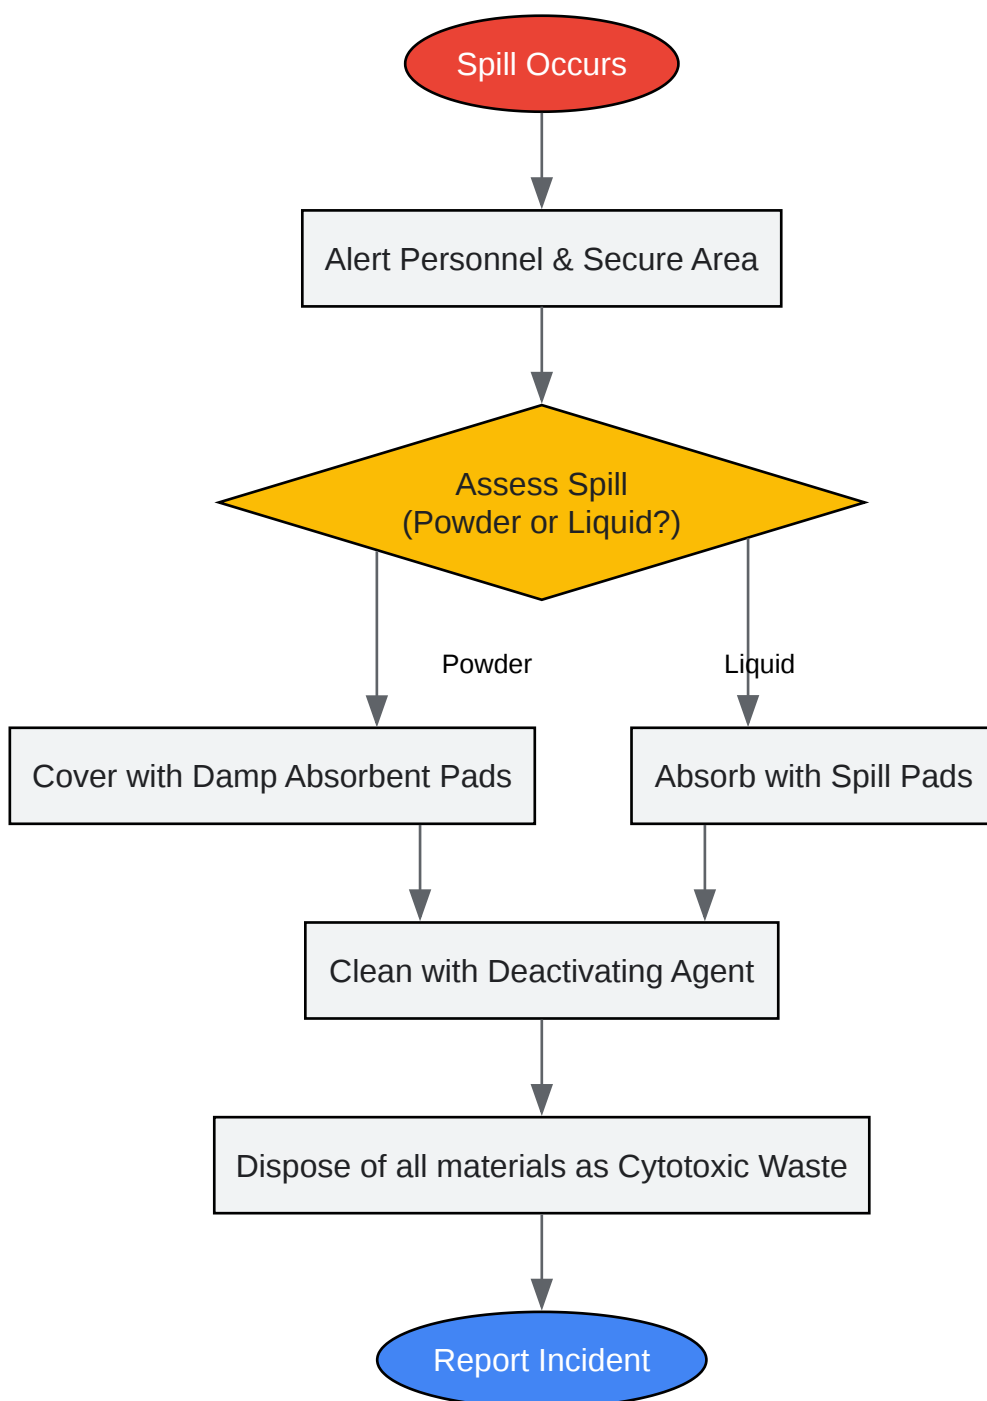 Spill Occurs
Alert Personnel & Secure Area
Assess Spill
(Powder or Liquid?)
Powder
Liquid
Cover with Damp Absorbent Pads
Absorb with Spill Pads
Clean with Deactivating Agent
Dispose of all materials as Cytotoxic Waste
Report Incident